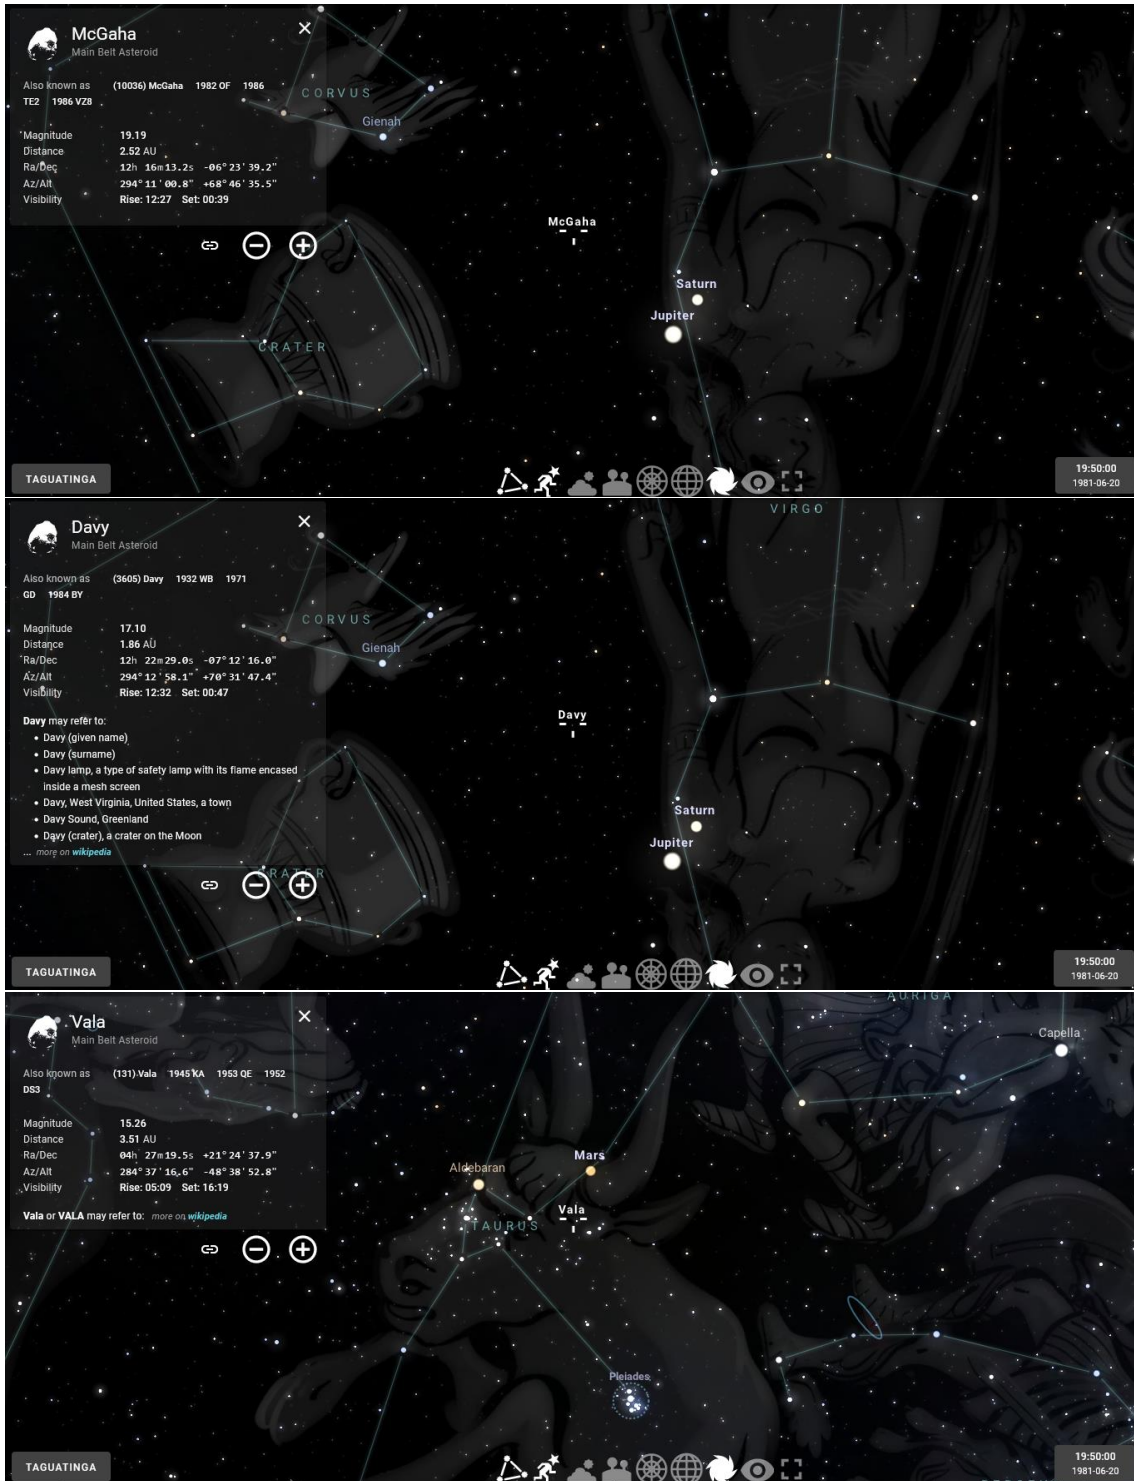 McGaha
Main Belt Asteroid
Also known as (10036) McGaha 1982 OF 1986
TE2 1986 VZ8
Magnitude 19.19
Distance 2.52 AU
Ra/Dec 12h 16m13.2s -06°23'39.2"
Az/Alt 294°11'00.8" +68°46'35.5"
Visibility Rise: 12:27 Set: 00:39
CORVUS
Gienah
McGaha
Saturn
Jupiter
CRATER
TAGUATINGA
19:50:00
1981-06-20
Davy
Main Belt Asteroid
Also known as (3605) Davy 1932 WB 1971
GD 1984 BY
Magnitude 17.10
Distance 1.86 AU
Ra/Dec 12h 22m29.0s -07°12'16.0"
Az/Alt 294°12'58.1" +70°31'47.4"
Visibility Rise: 12:32 Set: 00:47
Davy may refer to:
• Davy (given name)
• Davy (surname)
• Davy lamp, a type of safety lamp with its flame encased
inside a mesh screen
• Davy, West Virginia, United States, a town
• Davy Sound, Greenland
• Davy (crater), a crater on the Moon
... more on wikipedia
VIRGO
CORVUS
Gienah
Davy
Saturn
Jupiter
CRATER
TAGUATINGA
19:50:00
1981-06-20
Vala
Main Belt Asteroid
Also known as (131) Vala 1945 KA 1953 QE 1952
DS3
Magnitude 15.26
Distance 3.51 AU
Ra/Dec 04h 27m19.5s +21°24'37.9"
Az/Alt 284°37'16.6" -48°38'52.8"
Visibility Rise: 05:09 Set: 16:19
Vala or VALA may refer to: more on wikipedia
AURIGA
Capella
Mars
Aldebaran
Vala
TAURUS
Pleiades
TAGUATINGA
19:50:00
1981-06-20